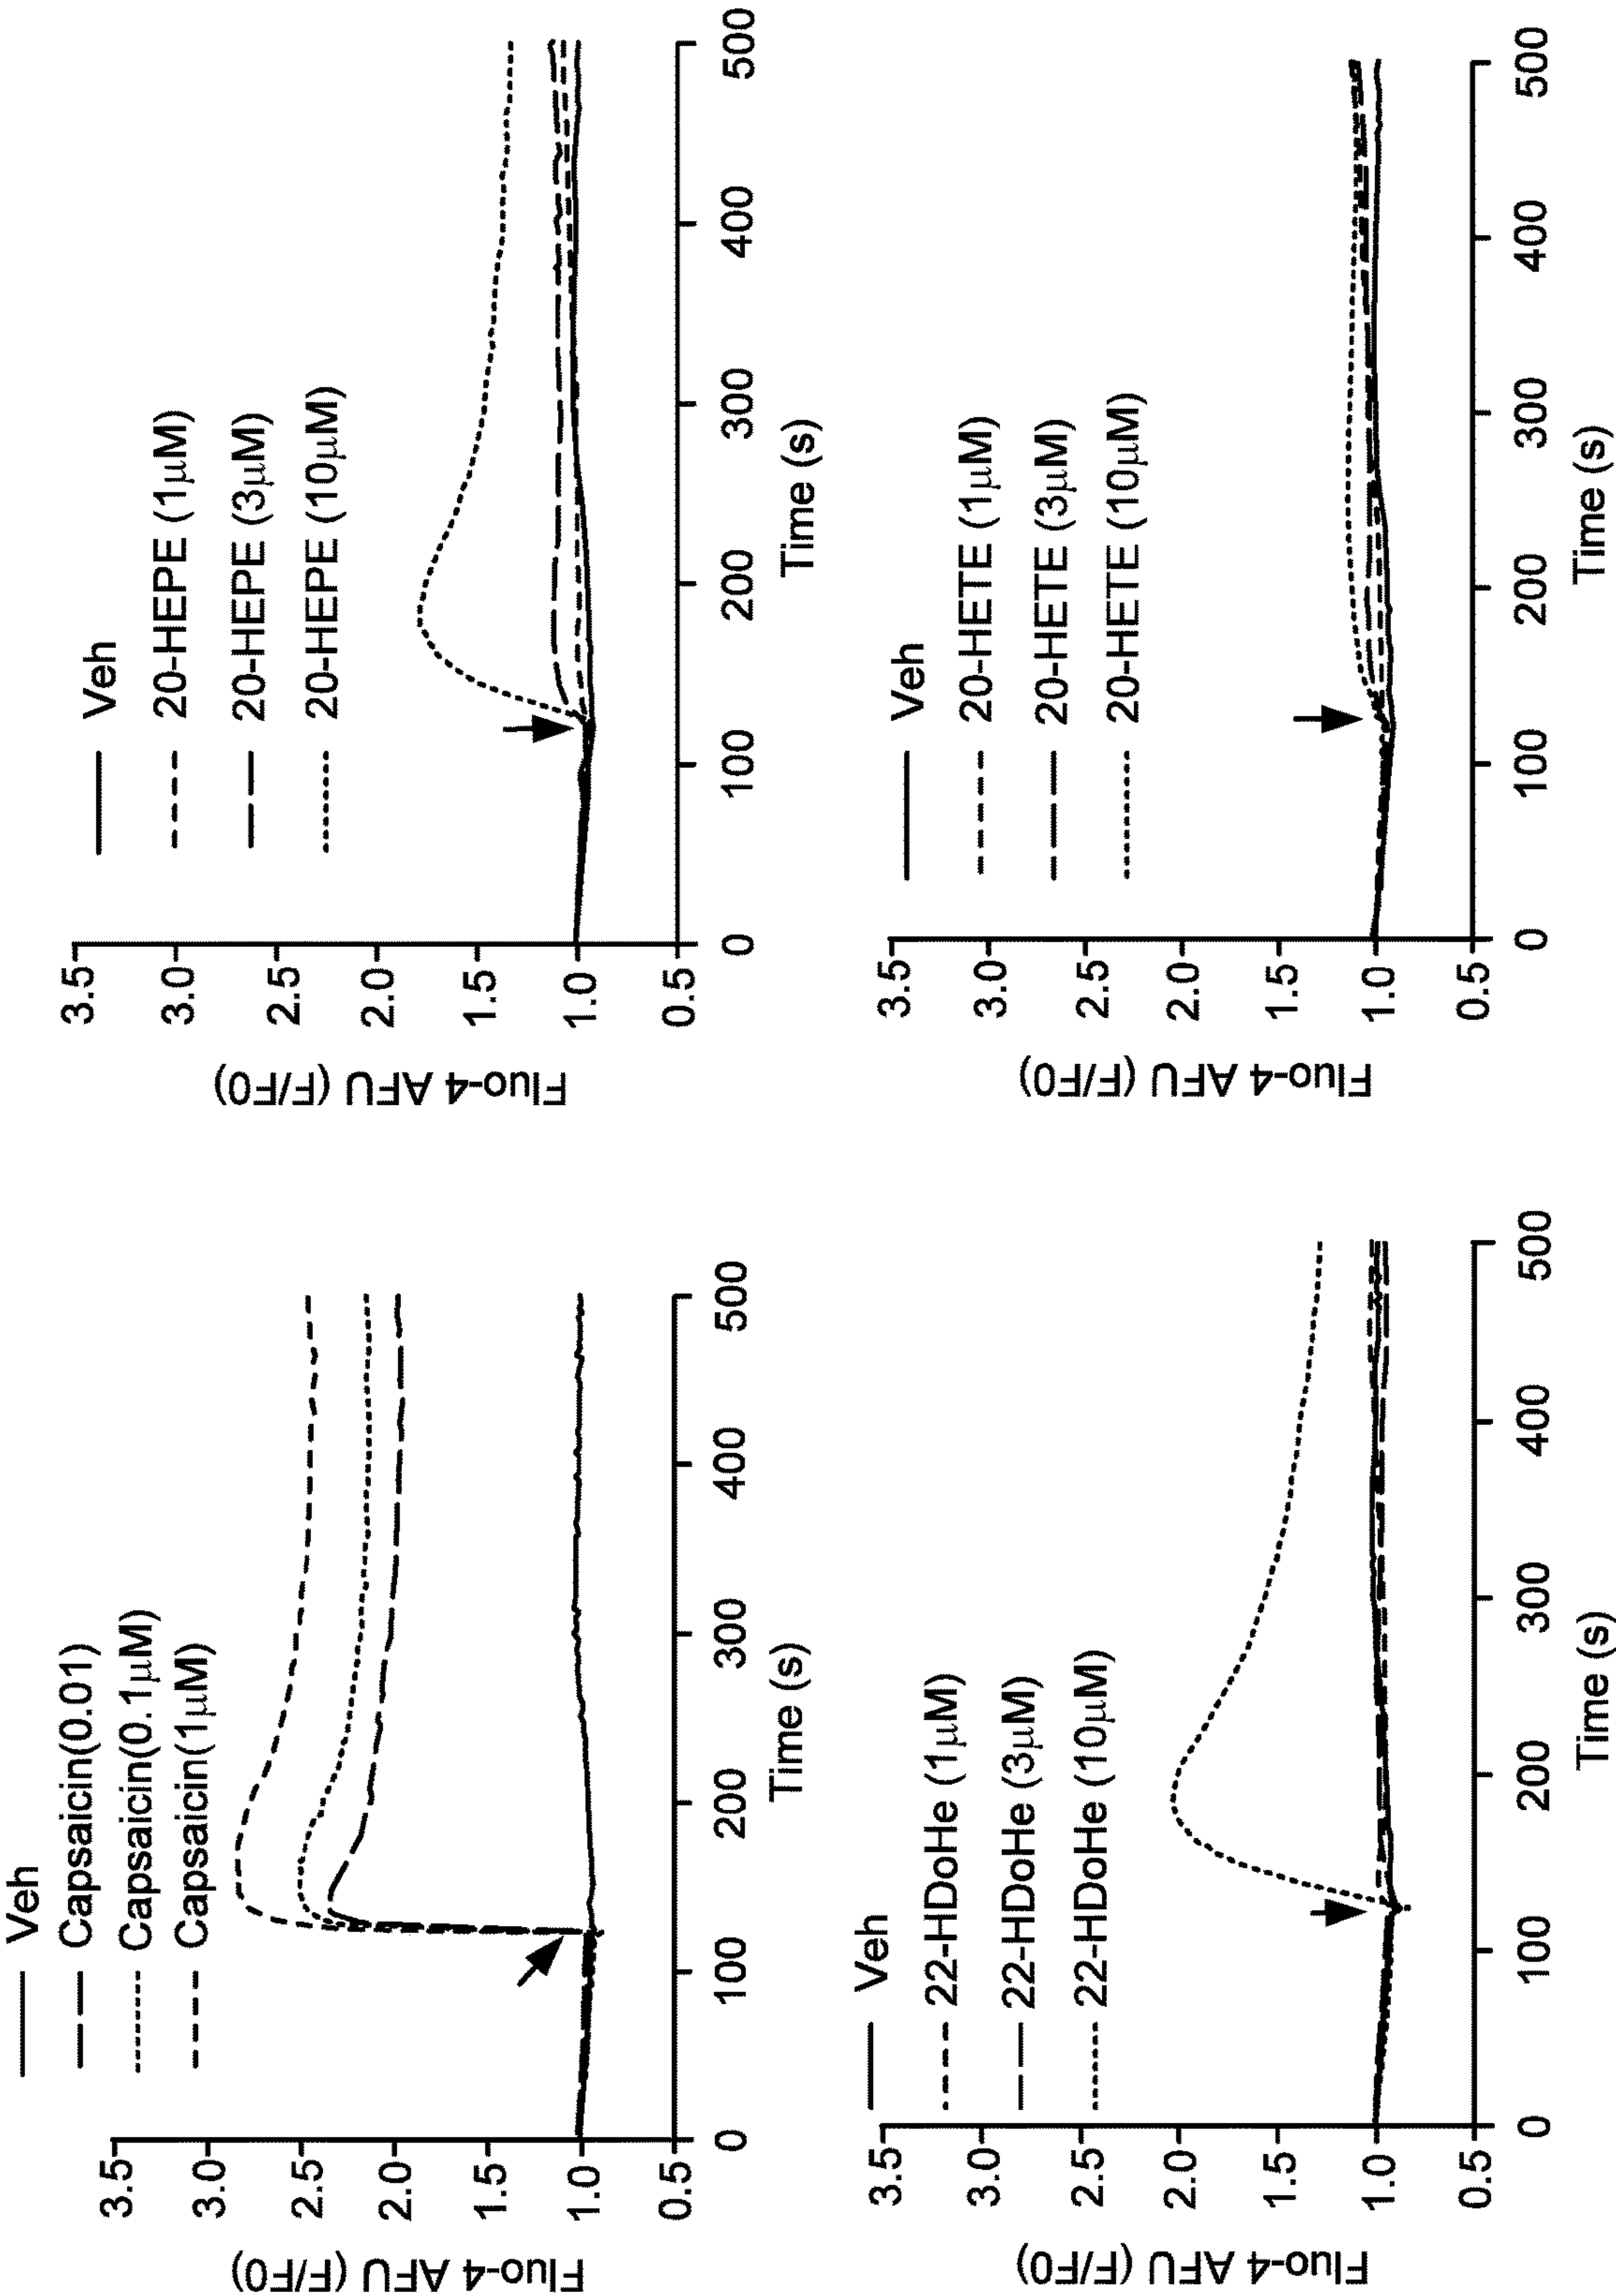 Veh
Capsaicin(0.01)
Capsaicin(0.1µM)
Capsaicin(1µM)
Fluo-4 AFU (F/F0)
3.5
3.0
2.5
2.0
1.5
1.0
0.5
0 100 200 300 400 500
Time (s)
Veh
20-HEPE (1µM)
20-HEPE (3µM)
20-HEPE (10µM)
Fluo-4 AFU (F/F0)
3.5
3.0
2.5
2.0
1.5
1.0
0.5
0 100 200 300 400 500
Time (s)
Veh
22-HDoHe (1µM)
22-HDoHe (3µM)
22-HDoHe (10µM)
Fluo-4 AFU (F/F0)
3.5
3.0
2.5
2.0
1.5
1.0
0.5
0 100 200 300 400 500
Time (s)
Veh
20-HETE (1µM)
20-HETE (3µM)
20-HETE (10µM)
Fluo-4 AFU (F/F0)
3.5
3.0
2.5
2.0
1.5
1.0
0.5
0 100 200 300 400 500
Time (s)